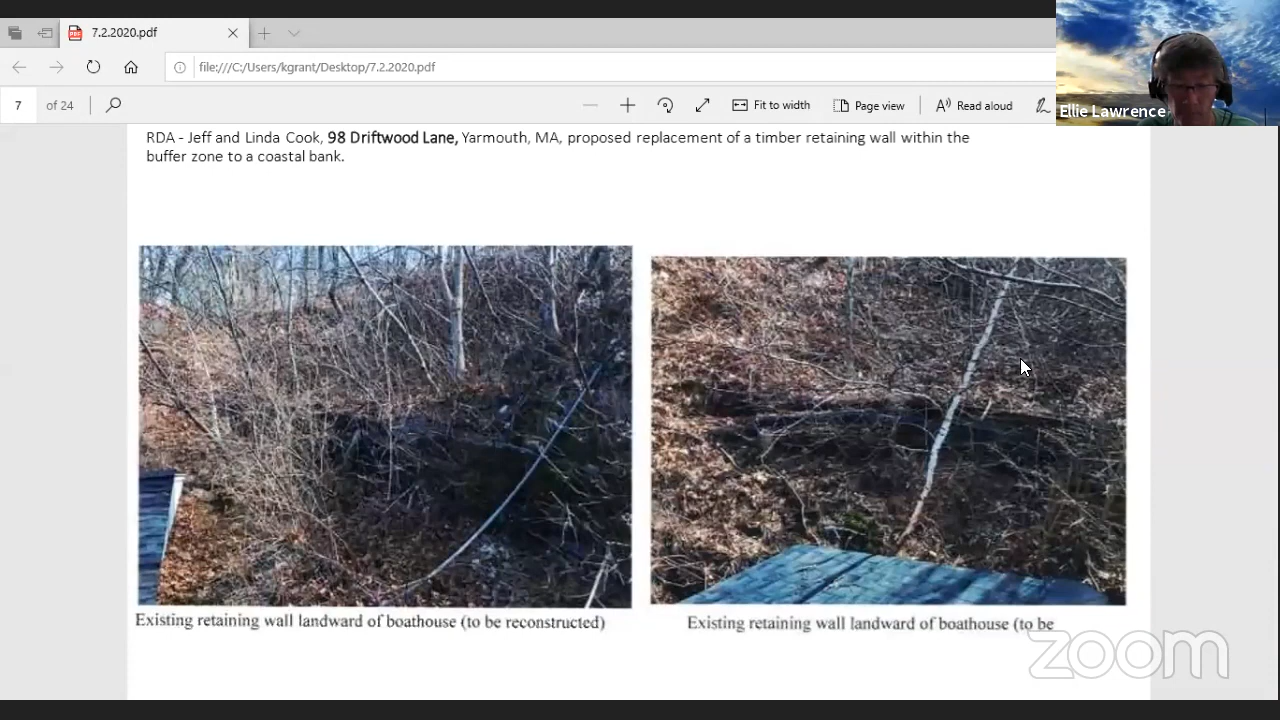 7.2.2020.pdf
file:///C:/Users/kgrant/Desktop/7.2.2020.pdf
7 of 24
Fit to width
Page view
Read aloud
Ellie Lawrence
RDA - Jeff and Linda Cook, 98 Driftwood Lane, Yarmouth, MA, proposed replacement of a timber retaining wall within the
buffer zone to a coastal bank.
Existing retaining wall landward of boathouse (to be reconstructed)
Existing retaining wall landward of boathouse (to be
zoom